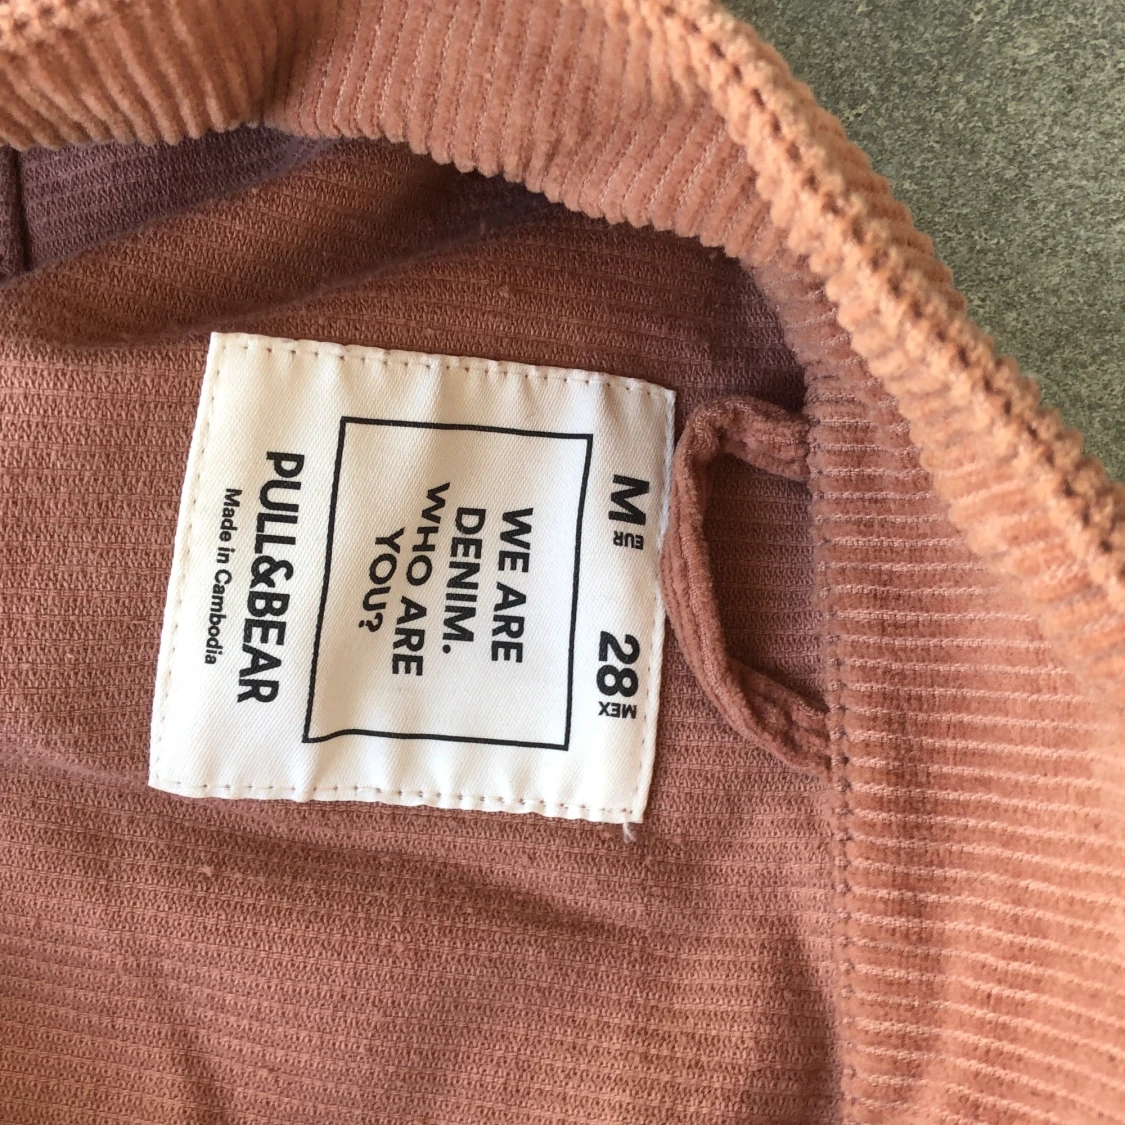 M EUR 28 MEX
WE ARE
DENIM.
WHO ARE
YOU?
PULL&BEAR
Made in Cambodia